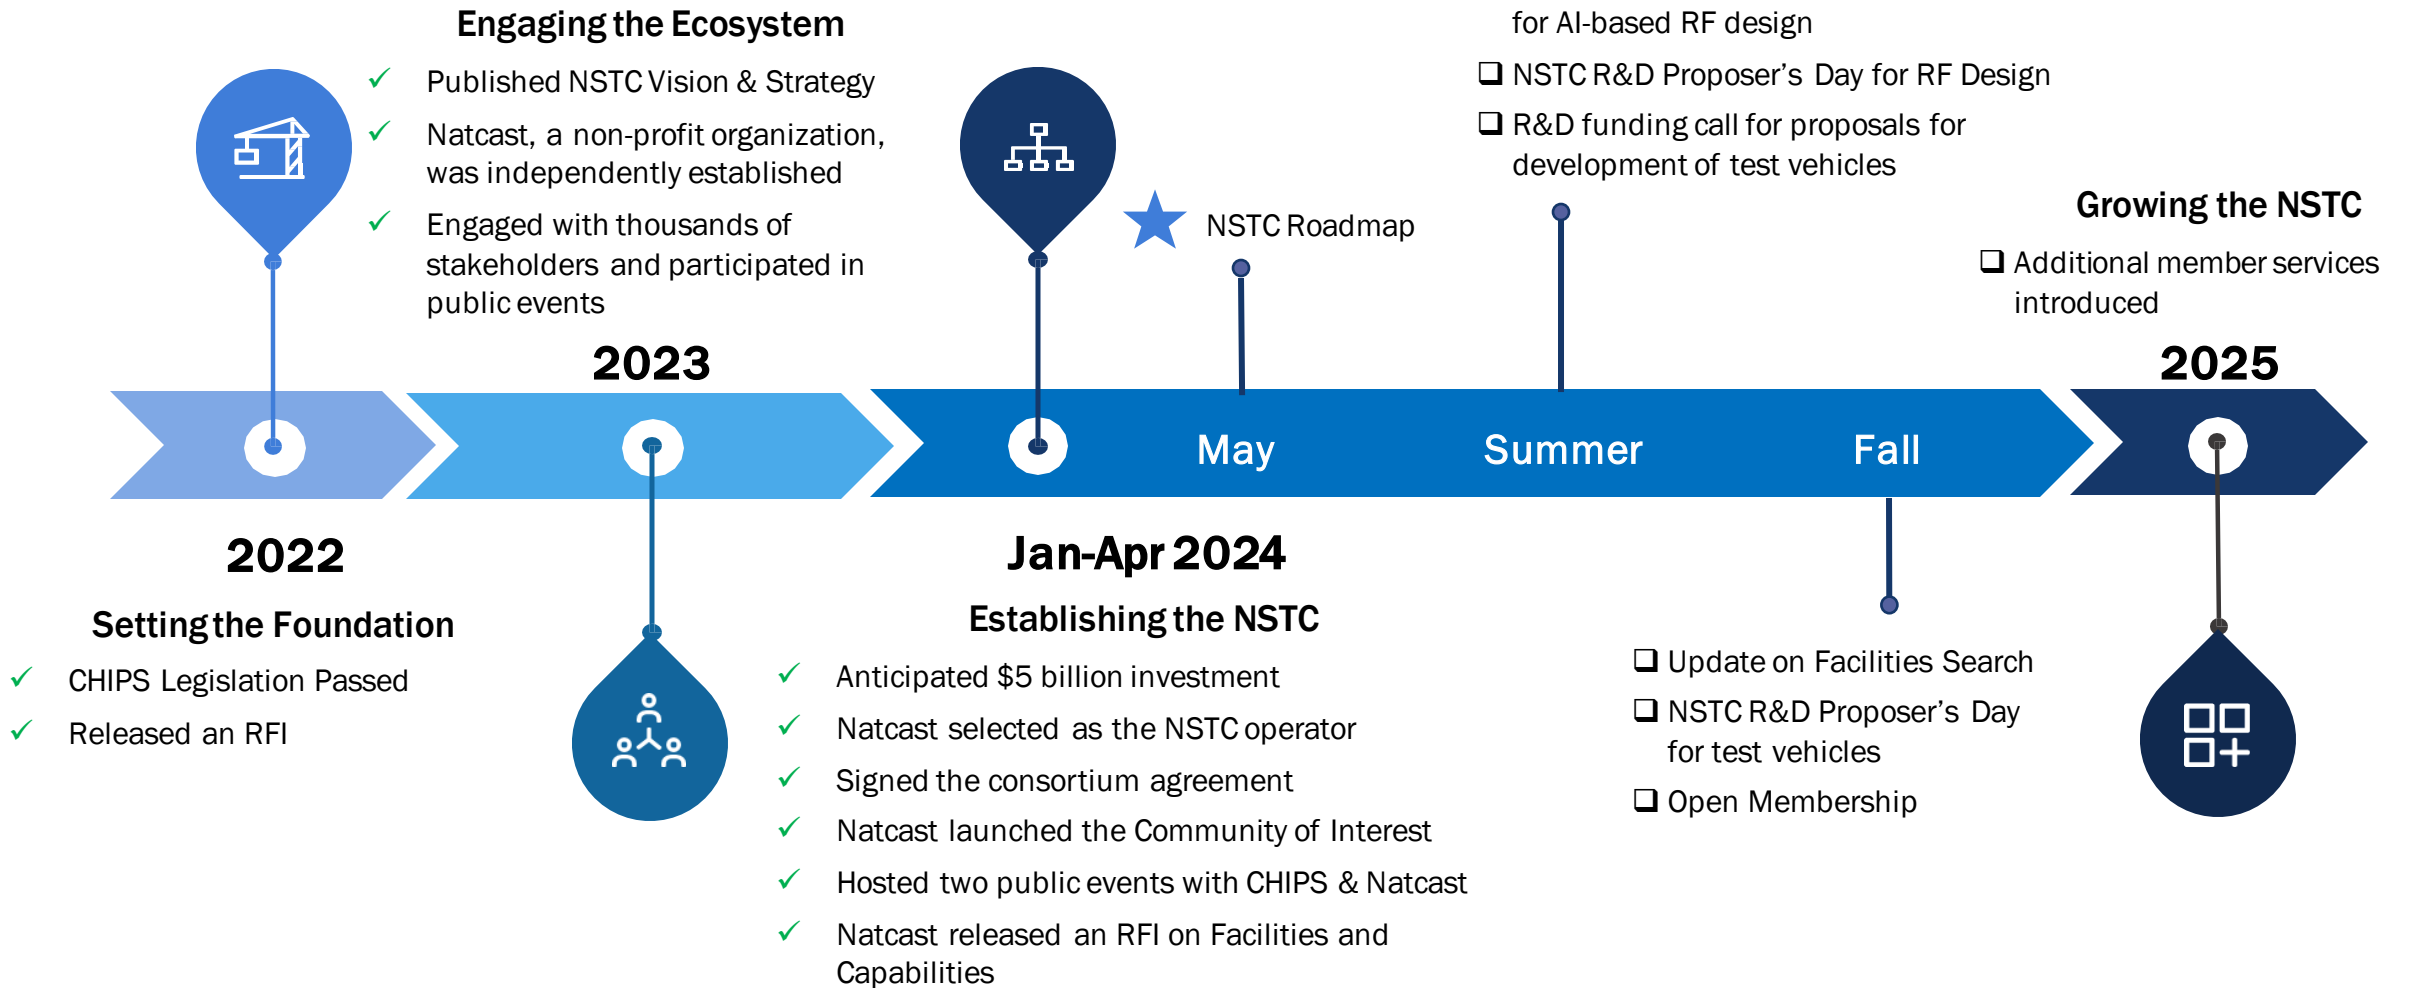 Engaging the Ecosystem
Published NSTC Vision & Strategy
Natcast, a non-profit organization,
was independently established
Engaged with thousands of
stakeholders and participated in
public events
2023
2022
Setting the Foundation
CHIPS Legislation Passed
Released an RFI
Jan-Apr 2024
Establishing the NSTC
Anticipated $5 billion investment
Natcast selected as the NSTC operator
Signed the consortium agreement
Natcast launched the Community of Interest
Hosted two public events with CHIPS & Natcast
Natcast released an RFI on Facilities and
Capabilities
NSTC Roadmap
May
for AI-based RF design
NSTC R&D Proposer’s Day for RF Design
R&D funding call for proposals for
development of test vehicles
Summer
Fall
Update on Facilities Search
NSTC R&D Proposer’s Day
for test vehicles
Open Membership
Growing the NSTC
Additional member services
introduced
2025